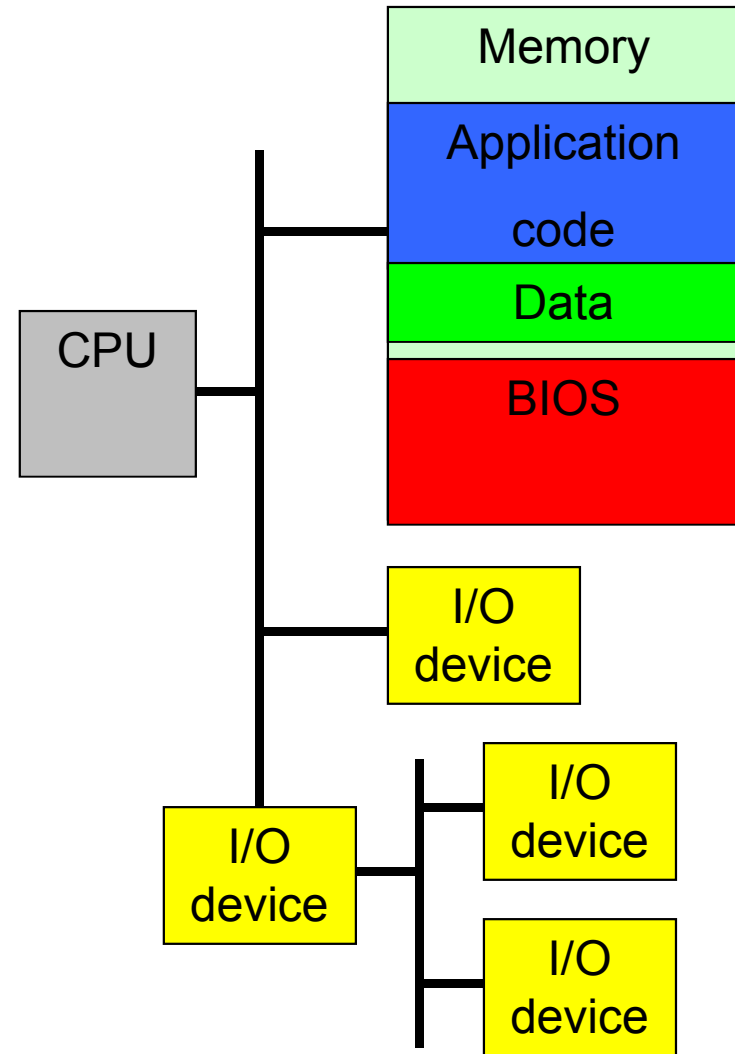 Memory
Application
code
Data
CPU
BIOS
I/O
device
I/O
device
I/O
device
I/O
device